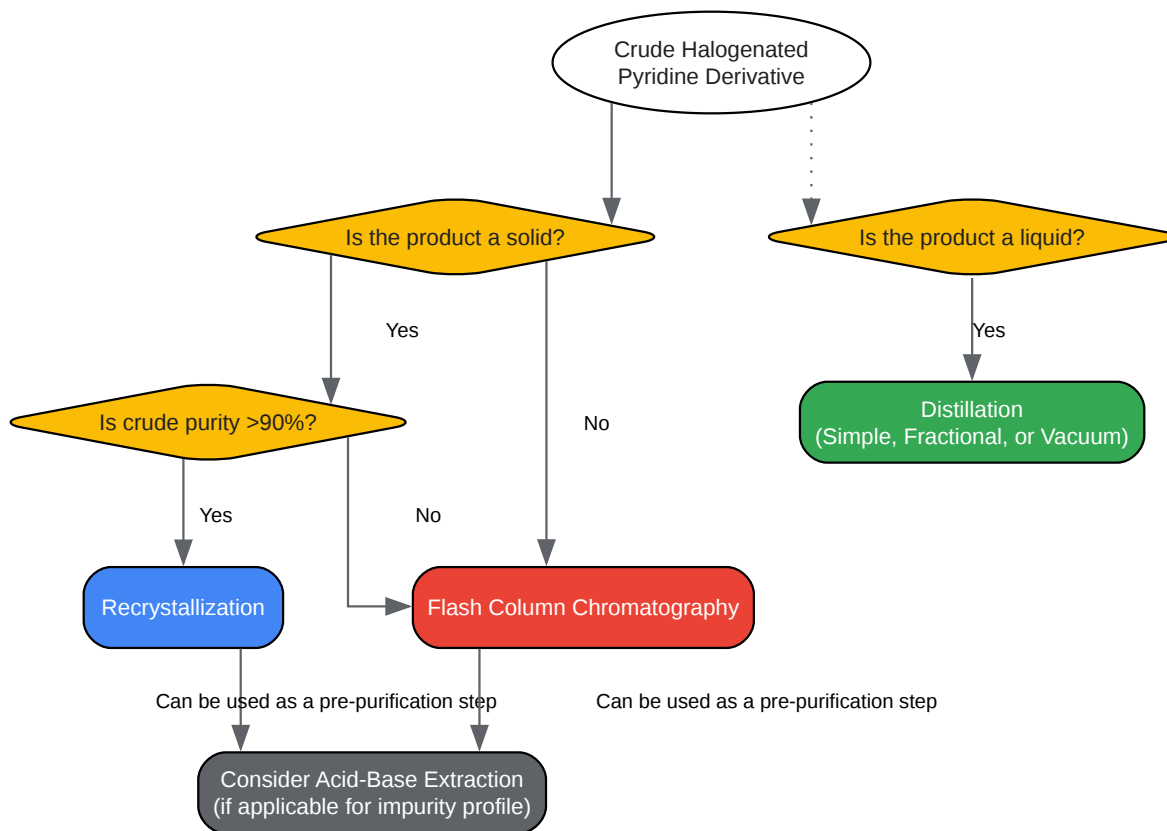 Crude Halogenated
Pyridine Derivative
Is the product a solid?
Is the product a liquid?
Yes
Yes
Is crude purity >90%?
No
Distillation
(Simple, Fractional, or Vacuum)
Yes
No
Recrystallization
Flash Column Chromatography
Can be used as a pre-purification step
Can be used as a pre-purification step
Consider Acid-Base Extraction
(if applicable for impurity profile)